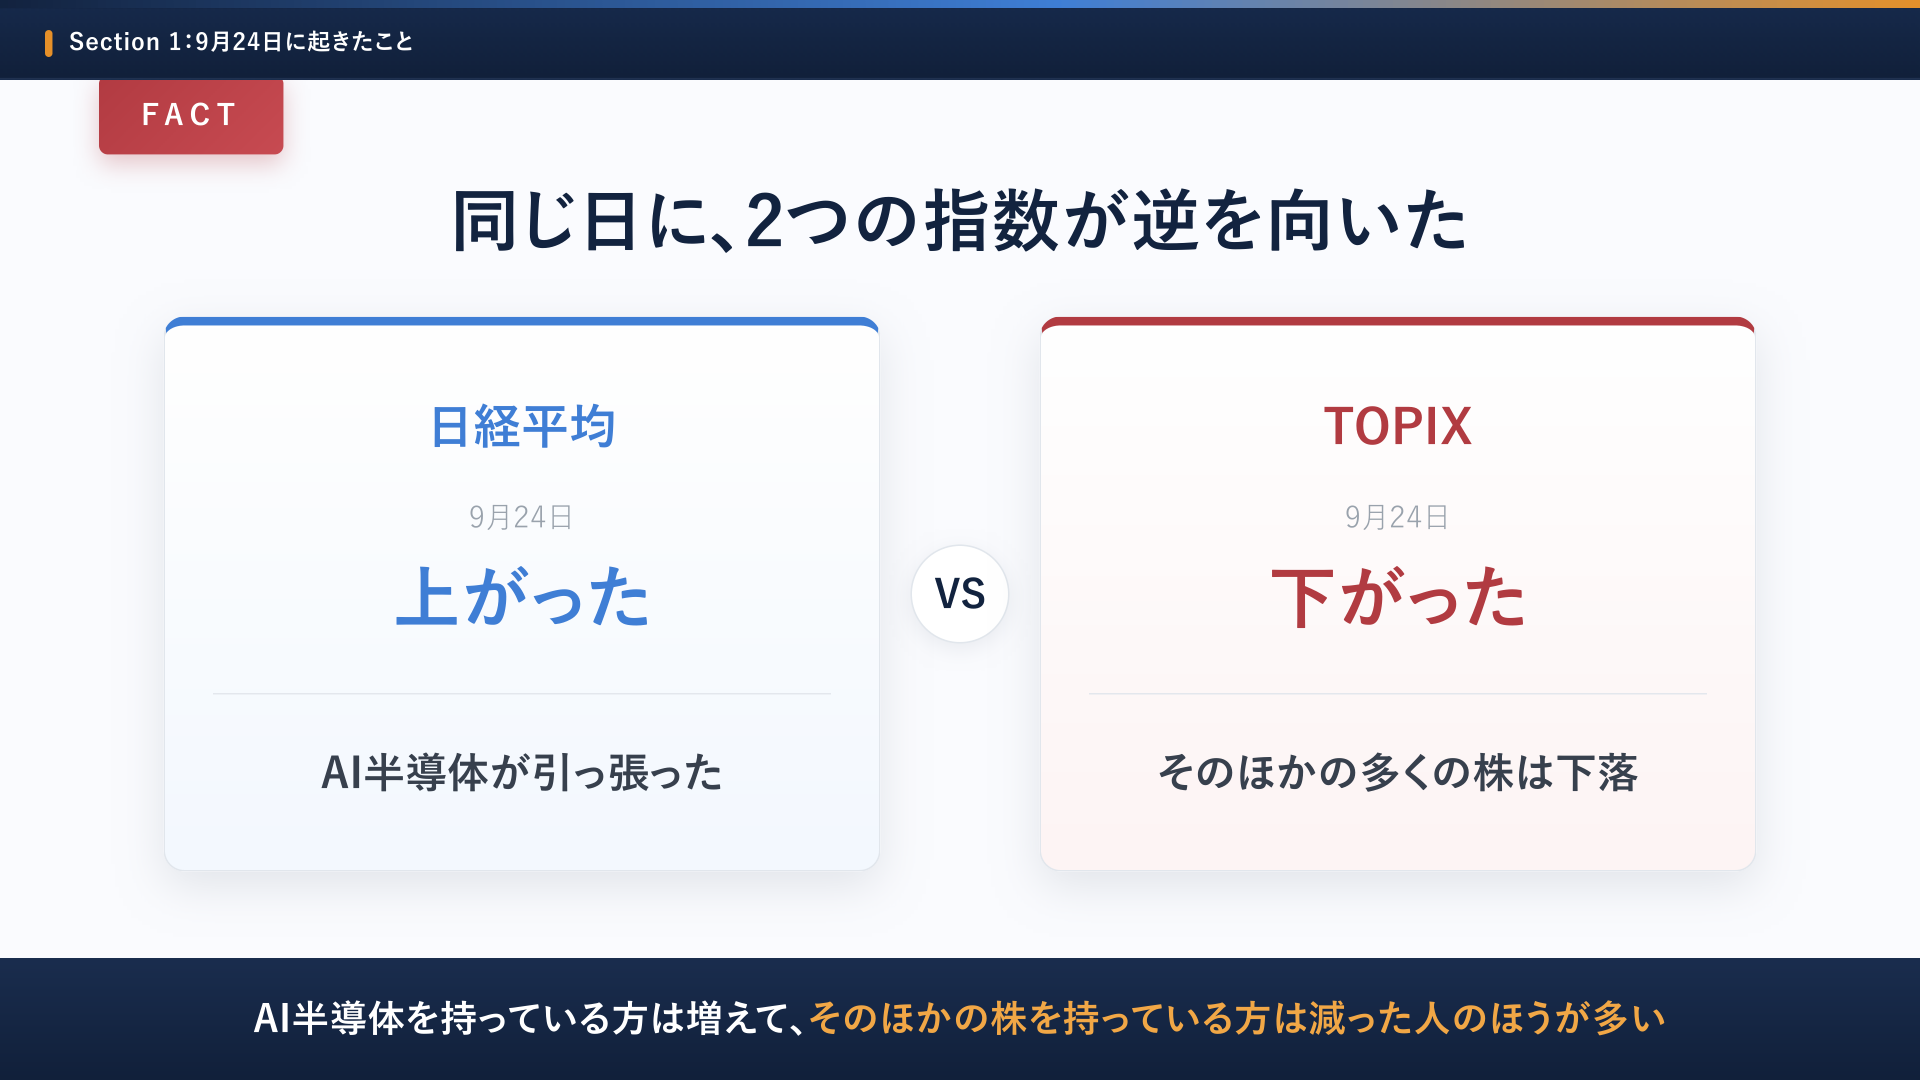 Section 1：9月24日に起きたこと
FACT
同じ日に、2つの指数が逆を向いた
日経平均
9月24日
上がった
AI半導体が引っ張った
VS
TOPIX
9月24日
下がった
そのほかの多くの株は下落
AI半導体を持っている方は増えて、そのほかの株を持っている方は減った人のほうが多い